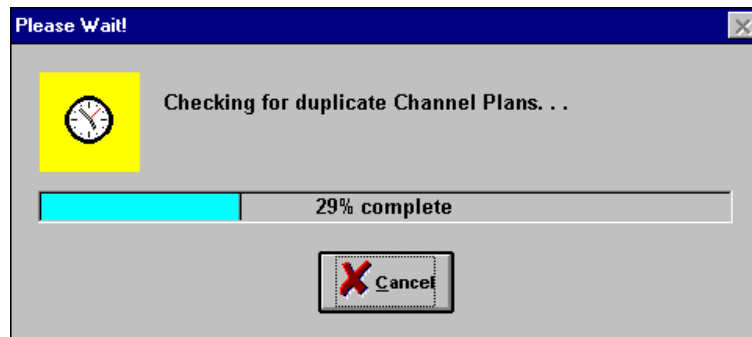 Please Wait!
Checking for duplicate Channel Plans. . .
29% complete
Cancel